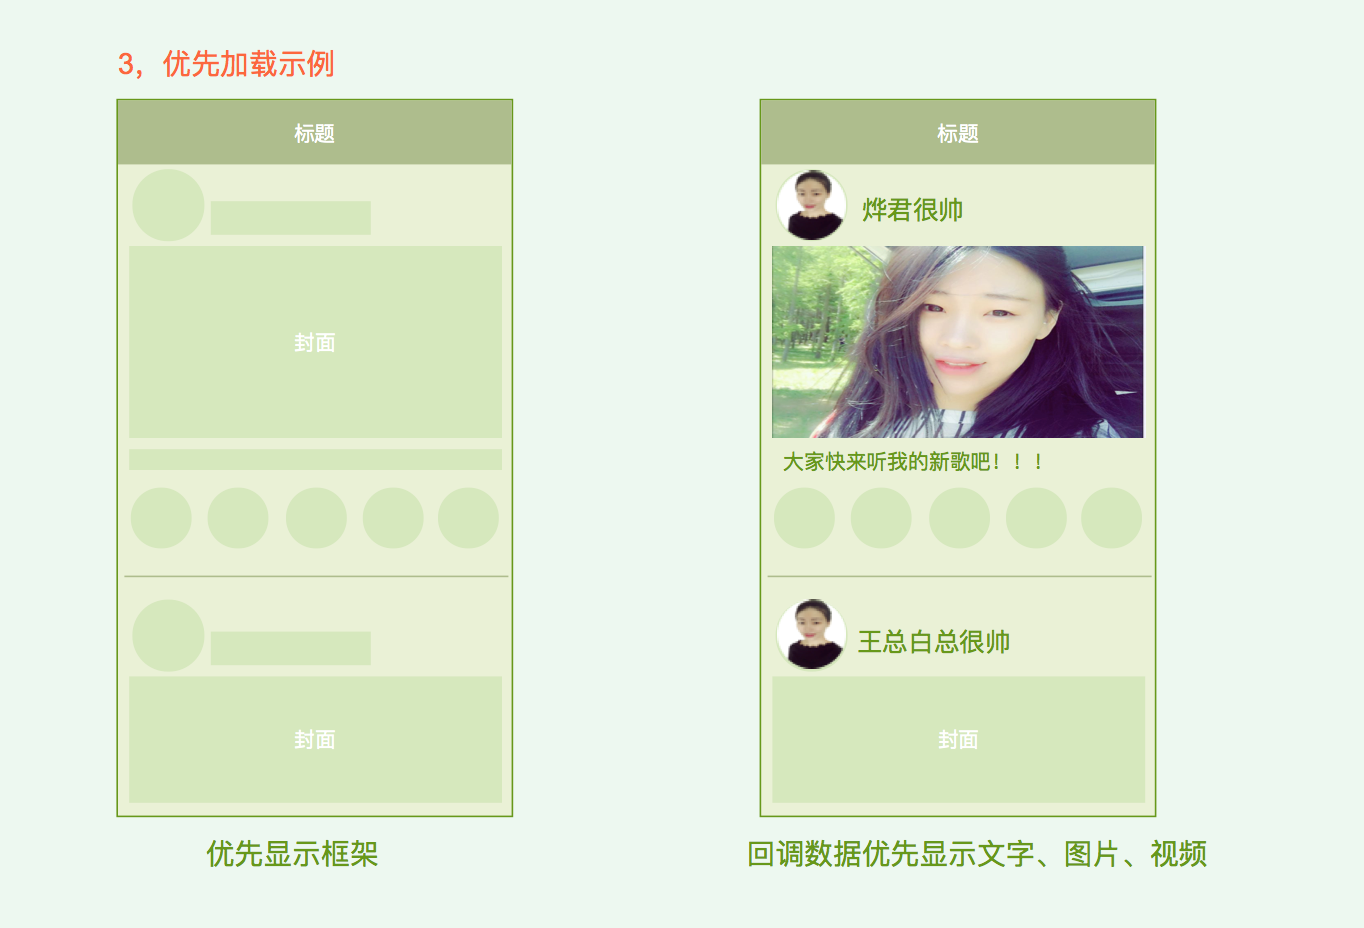 3，优先加载示例
标题
封面
封面
优先显示框架
标题
烨君很帅
大家快来听我的新歌吧！！！
王总白总很帅
封面
回调数据优先显示文字、图片、视频